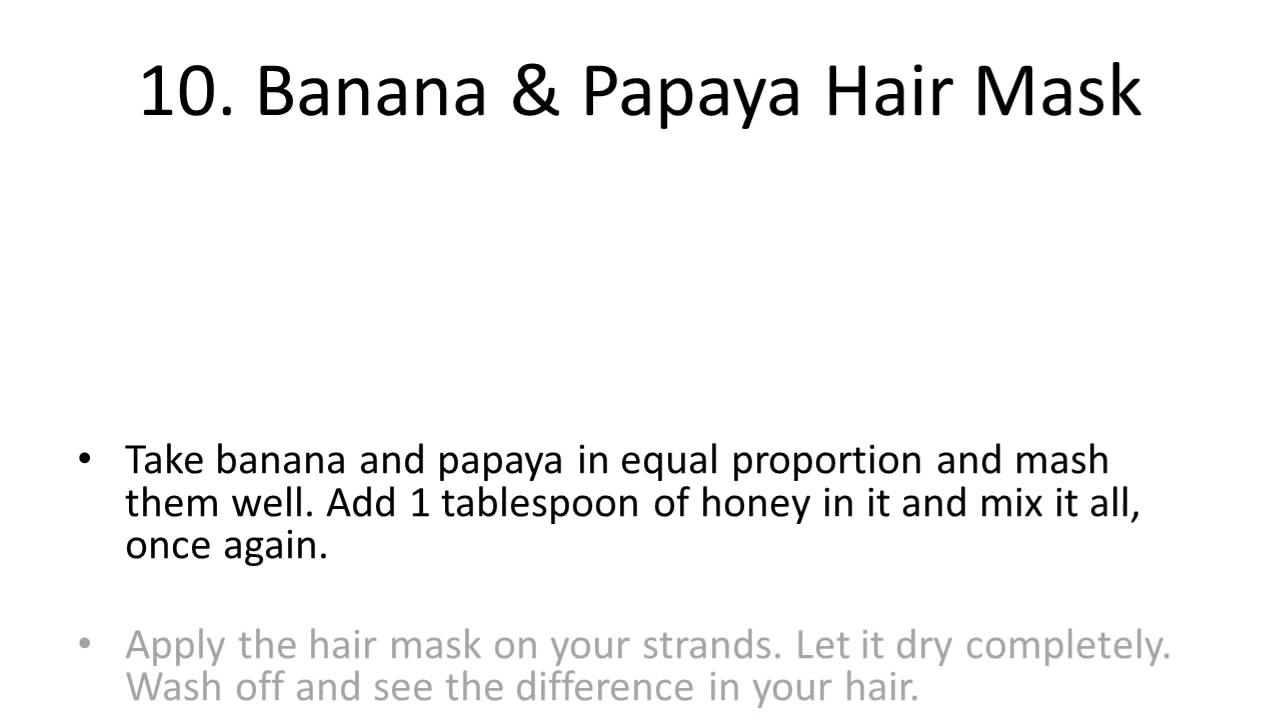 10. Banana & Papaya Hair Mask
• Take banana and papaya in equal proportion and mash
them well. Add 1 tablespoon of honey in it and mix it all,
once again.
• Apply the hair mask on your strands. Let it dry completely.
Wash off and see the difference in your hair.